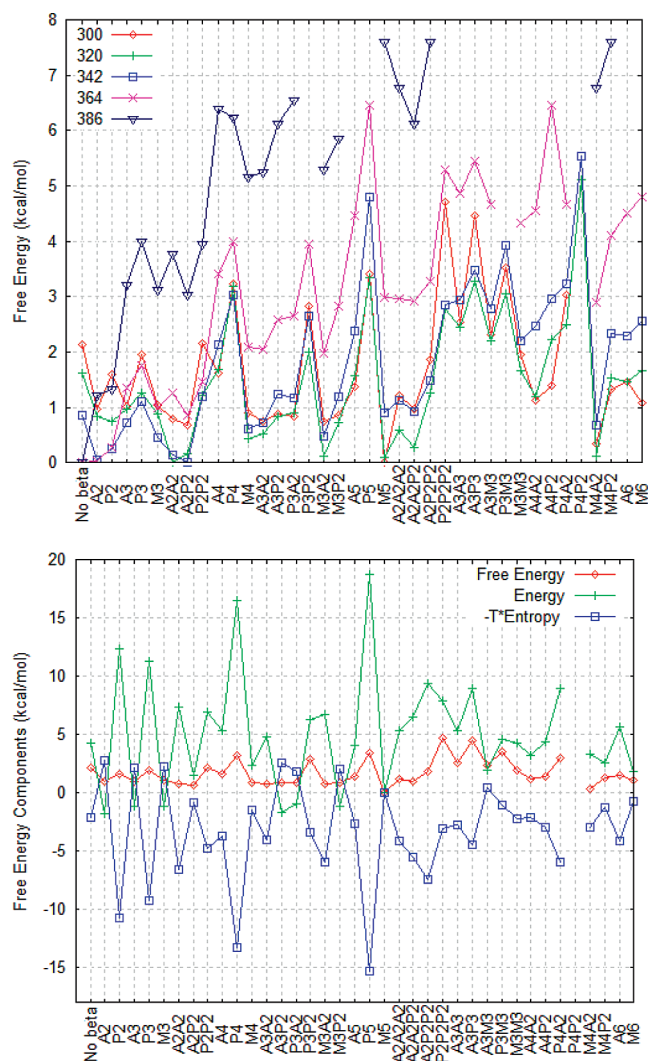 8
7
6
5
4
3
2
1
0
Free Energy (kcal/mol)
300
320
342
364
386
No beta
A2
P2
A3
P3
M3
A2A2
A2P2
P2P2
A4
P4
M4
A3A2
A3P2
P3A2
P3P2
M3A2
M3P2
A5
P5
M5
A2A2A2
A2A2P2
A2P2P2
P2P2P2
A3A3
A3P3
A3M3
P3M3
M3M3
A4A2
A4P2
P4A2
P4P2
M4A2
M4P2
A6
M6
20
15
10
5
0
-5
-10
-15
Free Energy Components (kcal/mol)
Free Energy
Energy
-T*Entropy
No beta
A2
P2
A3
P3
M3
A2A2
A2P2
P2P2
A4
P4
M4
A3A2
A3P2
P3A2
P3P2
M3A2
M3P2
A5
P5
M5
A2A2A2
A2A2P2
A2P2P2
P2P2P2
A3A3
A3P3
A3M3
P3M3
M3M3
A4A2
A4P2
P4A2
P4P2
M4A2
M4P2
A6
M6